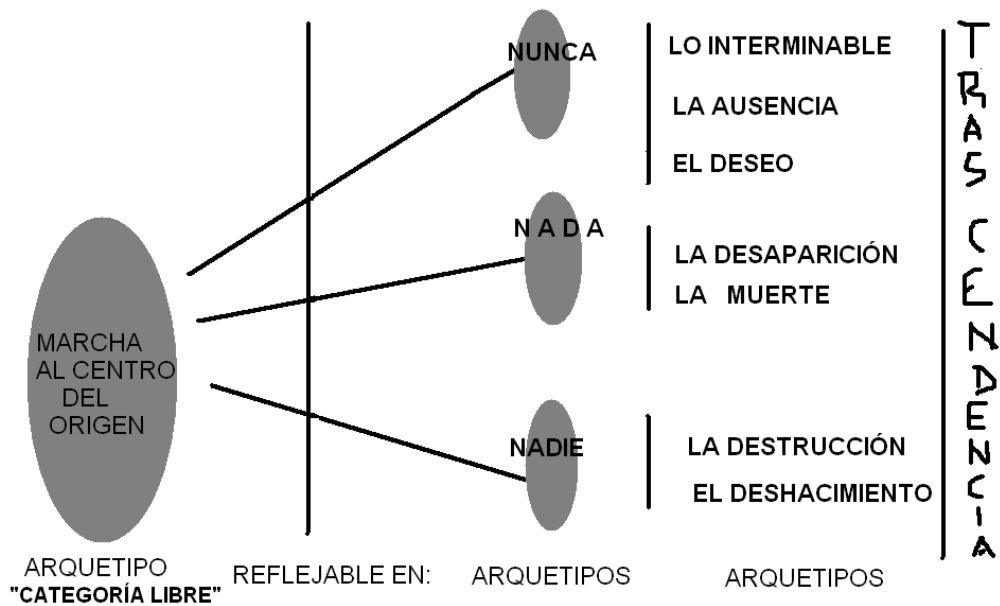 MARCHA
AL CENTRO
DEL
ORIGEN
ARQUETIPO
"CATEGORÍA LIBRE"
REFLEJABLE EN:
NUNCA
N A D A
NADIE
ARQUETIPOS
LO INTERMINABLE
LA AUSENCIA
EL DESEO
LA DESAPARICIÓN
LA MUERTE
LA DESTRUCCIÓN
EL DESHACIMIENTO
ARQUETIPOS
TRASCENDENCIA